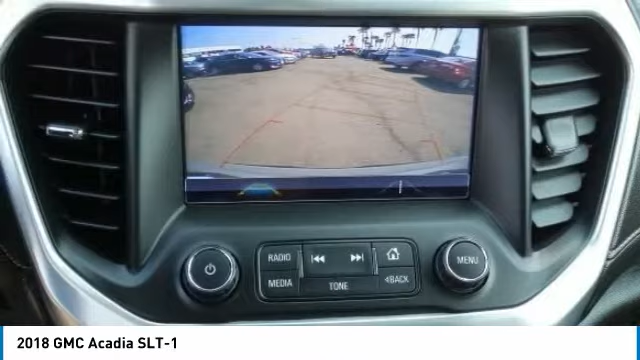 RADIO
MENU
MEDIA
TONE
BACK
2018 GMC Acadia SLT-1